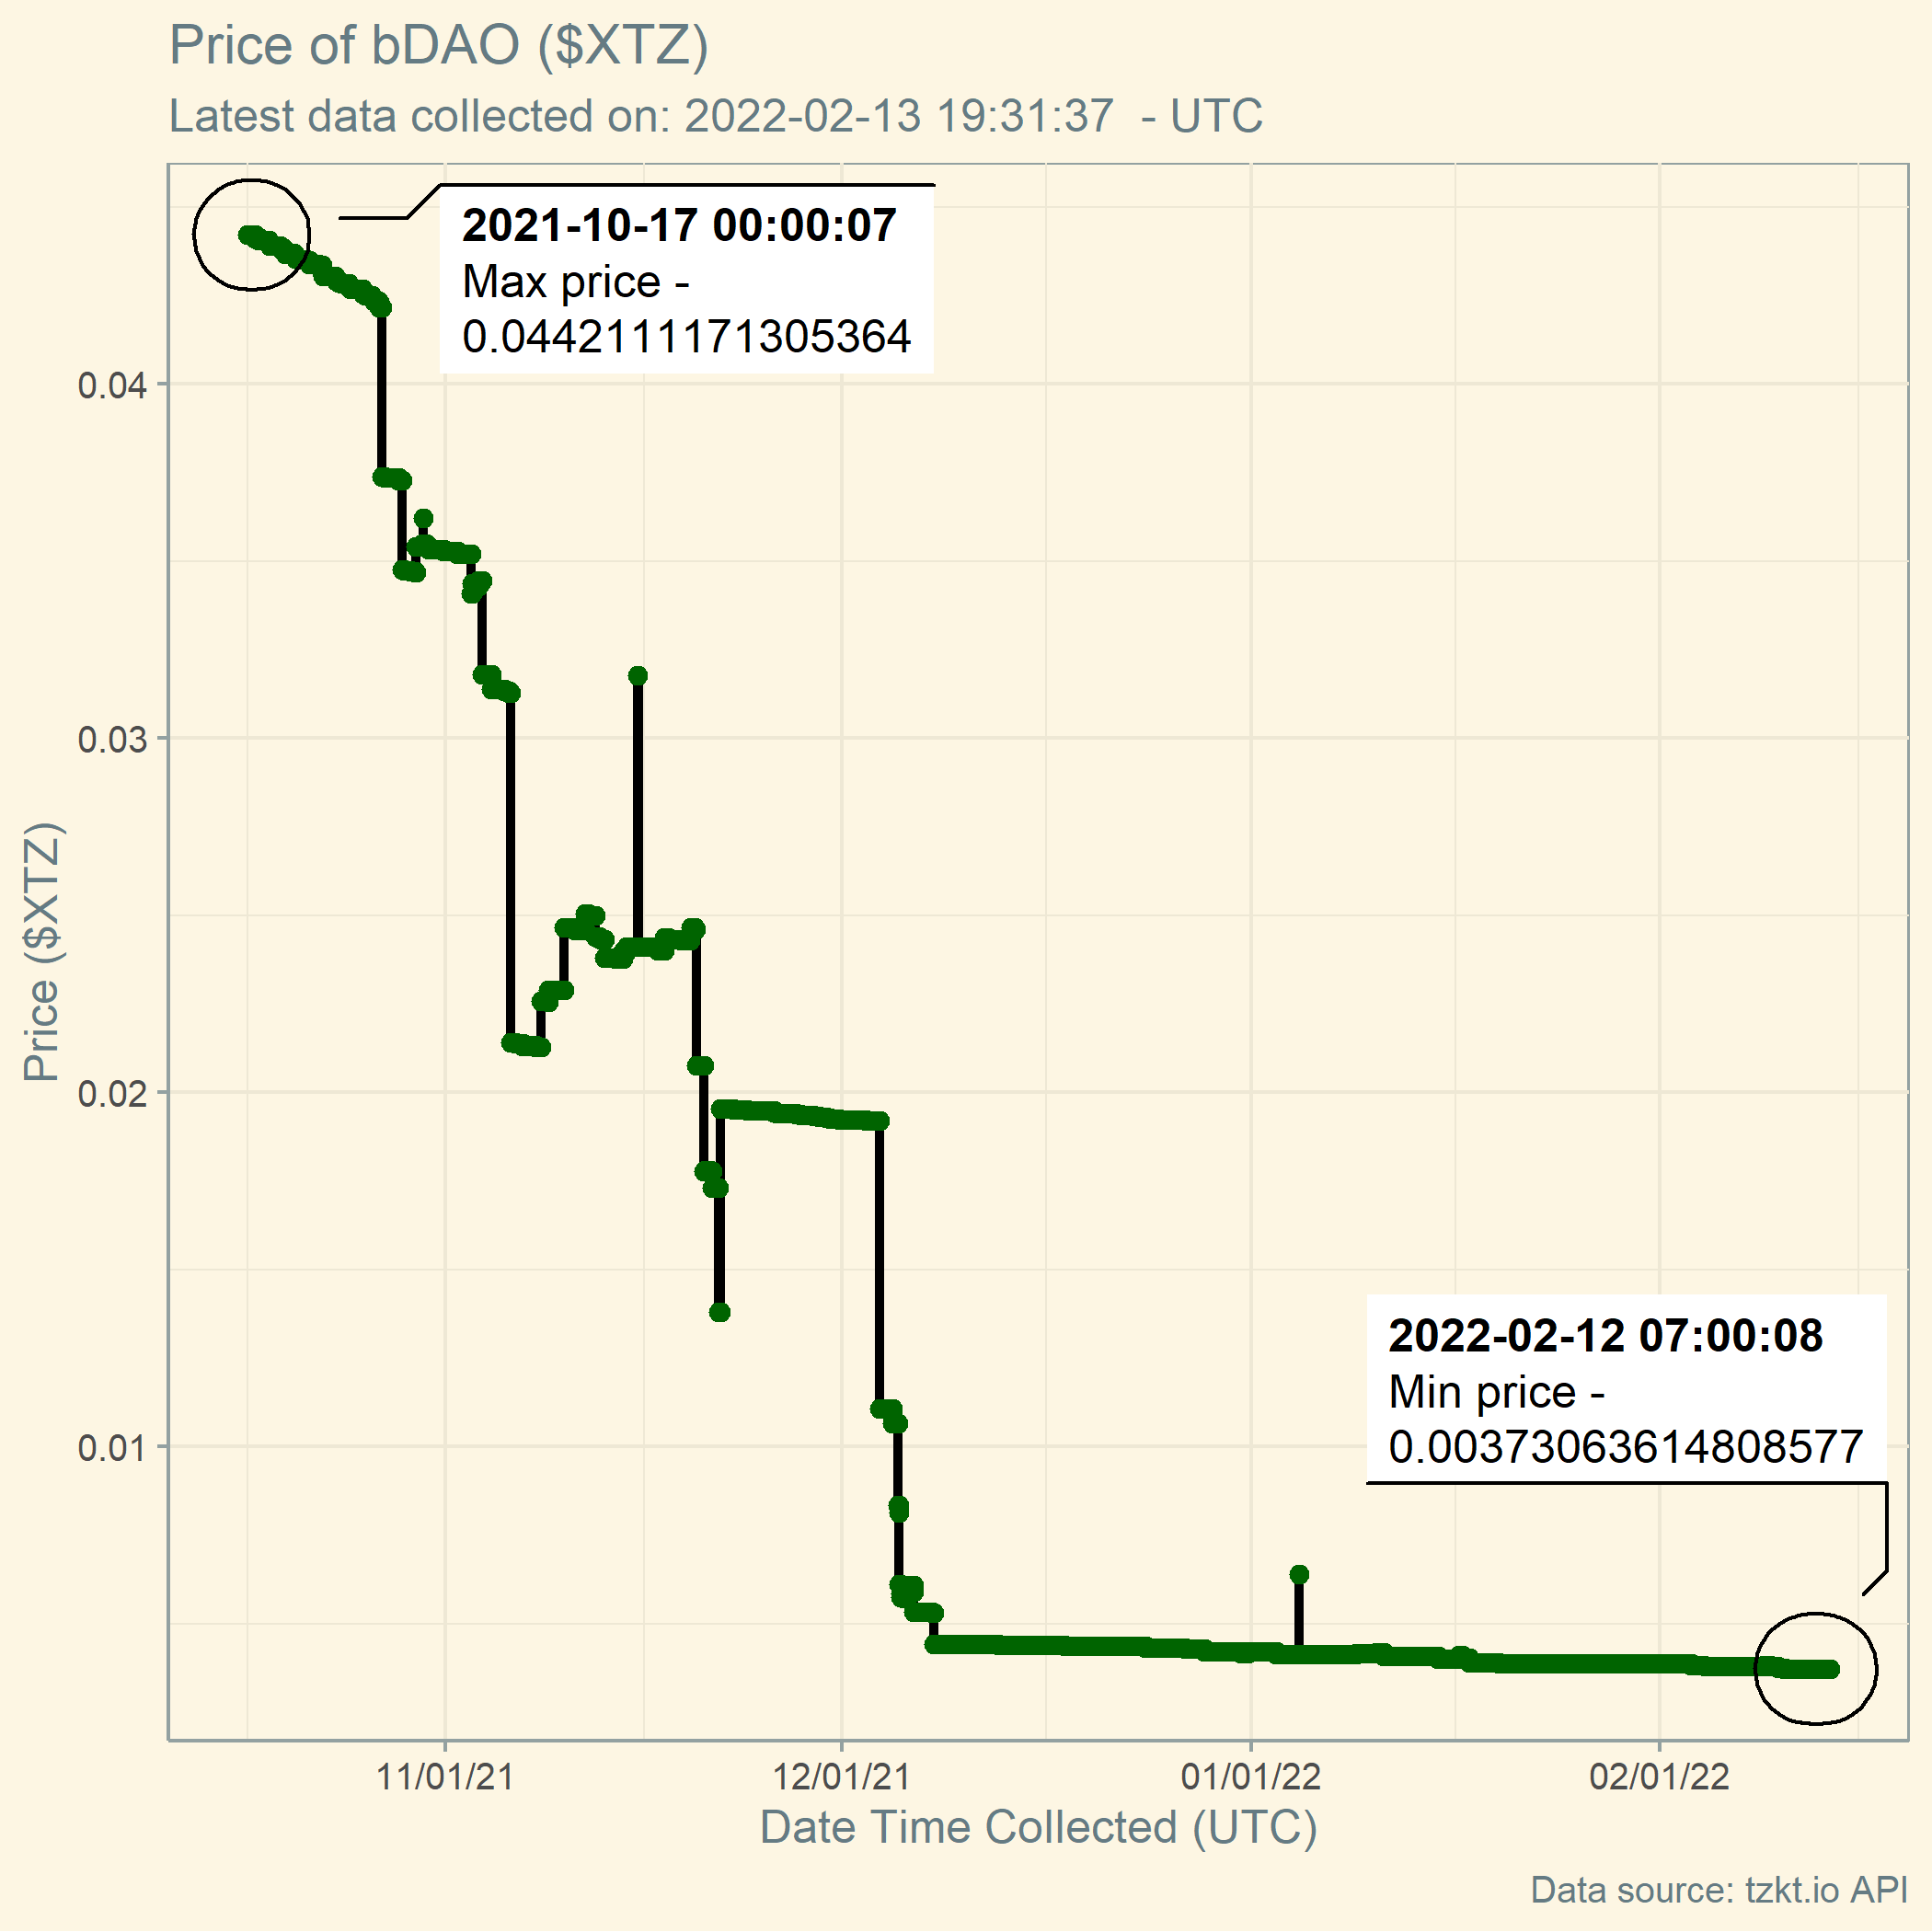 Price of bDAO ($XTZ)
Latest data collected on: 2022-02-13 19:31:37  - UTC
2021-10-17 00:00:07
Max price -
0.0442111171305364
0.04
0.03
Price ($XTZ)
0.02
2022-02-12 07:00:08
Min price -
0.00373063614808577
0.01
11/01/21
12/01/21
01/01/22
02/01/22
Date Time Collected (UTC)
Data source: tzkt.io API